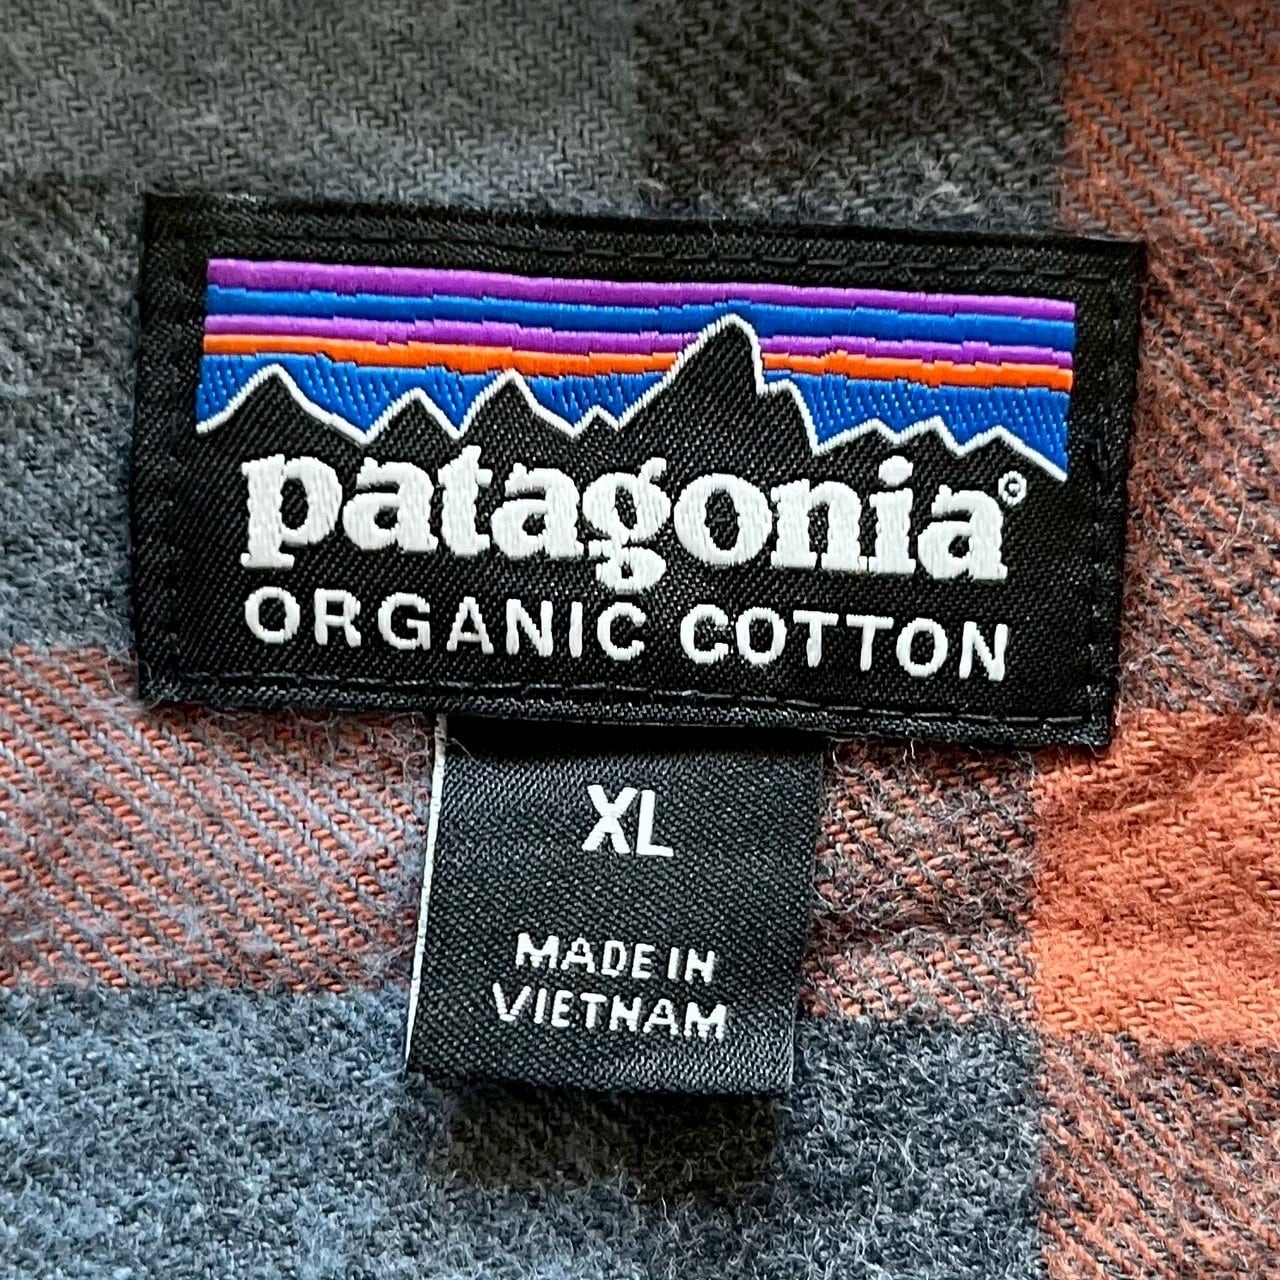 patagonia®
ORGANIC COTTON
XL
MADE IN
VIETNAM